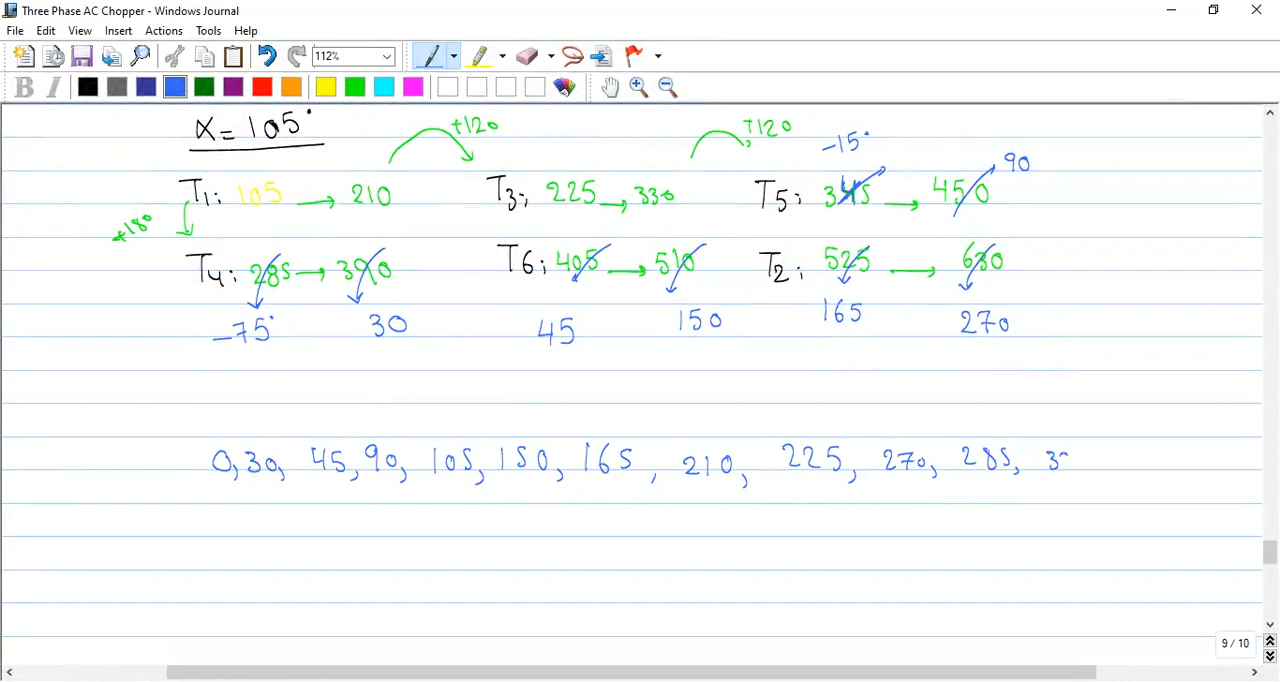 Three Phase AC Chopper - Windows Journal
File Edit View Insert Actions Tools Help
112%
B I
α = 105°
+120
+120
-15°
T1: 105 → 210
T3: 225 → 330
T5: 345 → 450
90
+180
T4: 285 → 390
T6: 405 → 510
T2: 525 → 630
-75° 30 45 150 165 270
0, 30, 45, 90, 105, 150, 165, 210, 225, 270, 285, 3
9 / 10